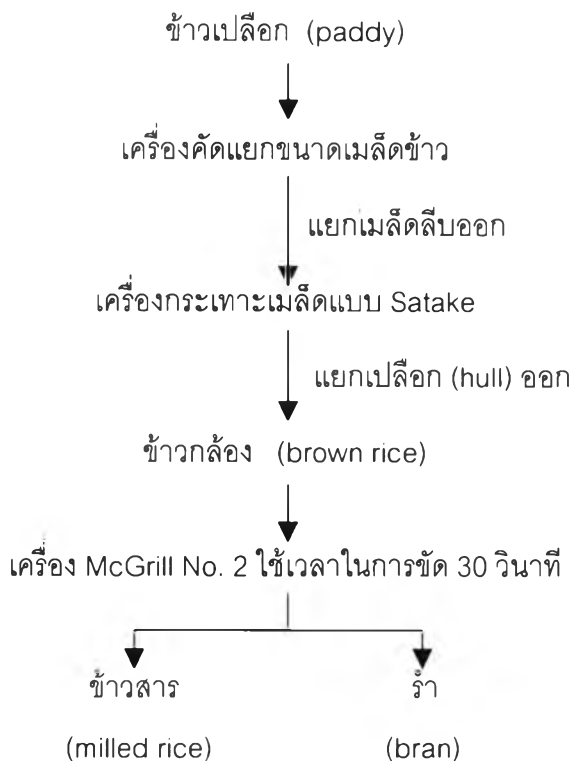 ข้าวเปลือก (paddy)
เครื่องคัดแยกขนาดเมล็ดข้าว
แยกเมล็ดลีบออก
เครื่องกระเทาะเมล็ดแบบ Satake
แยกเปลือก (hull) ออก
ข้าวกล้อง (brown rice)
เครื่อง McGrill No. 2 ใช้เวลาในการขัด 30 วินาที
ข้าวสาร รำ
(milled rice) (bran)